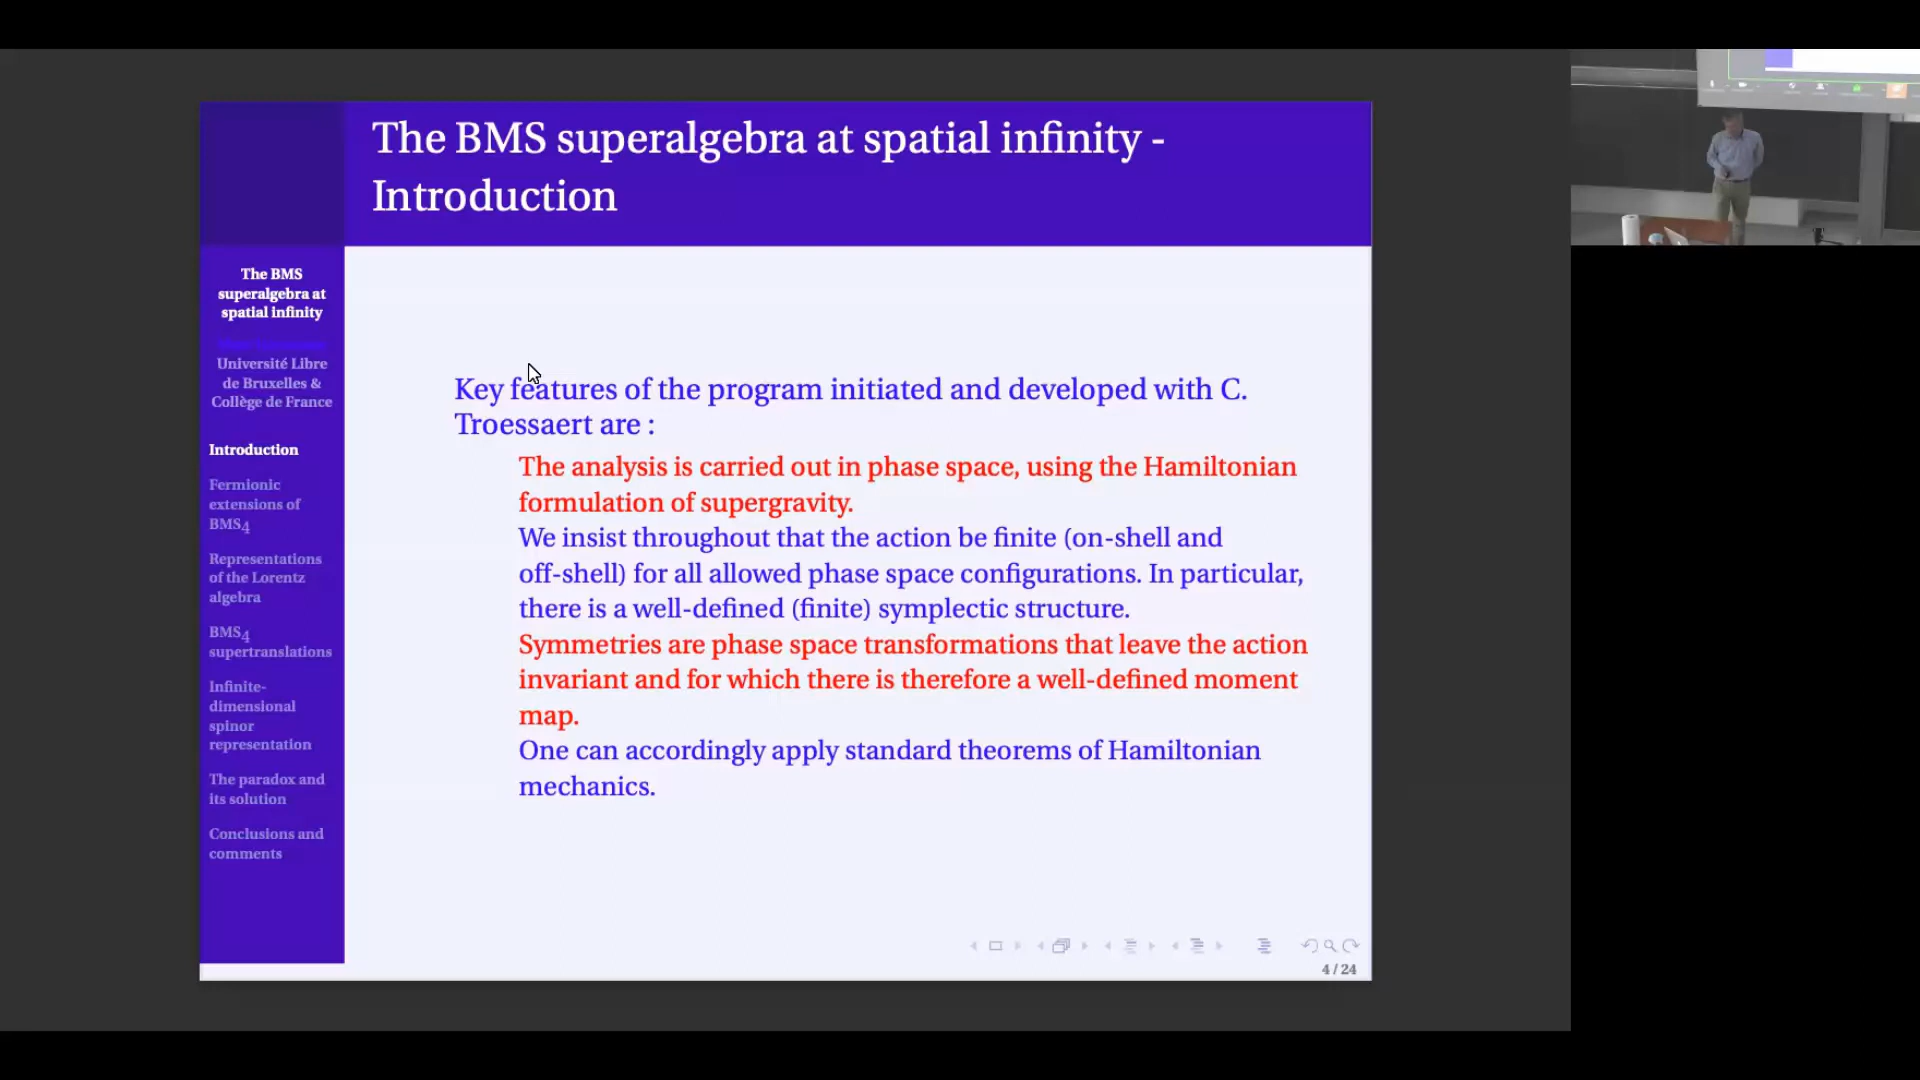 The BMS superalgebra at spatial infinity -
Introduction
The BMS
superalgebra at
spatial infinity
Université Libre
de Bruxelles &
Collège de France
Introduction
Fermionic
extensions of
BMS4
Representations
of the Lorentz
algebra
BMS4
supertranslations
Infinite-
dimensional
spinor
representation
The paradox and
its solution
Conclusions and
comments
Key features of the program initiated and developed with C.
Troessaert are :
The analysis is carried out in phase space, using the Hamiltonian
formulation of supergravity.
We insist throughout that the action be finite (on-shell and
off-shell) for all allowed phase space configurations. In particular,
there is a well-defined (finite) symplectic structure.
Symmetries are phase space transformations that leave the action
invariant and for which there is therefore a well-defined moment
map.
One can accordingly apply standard theorems of Hamiltonian
mechanics.
4 / 24